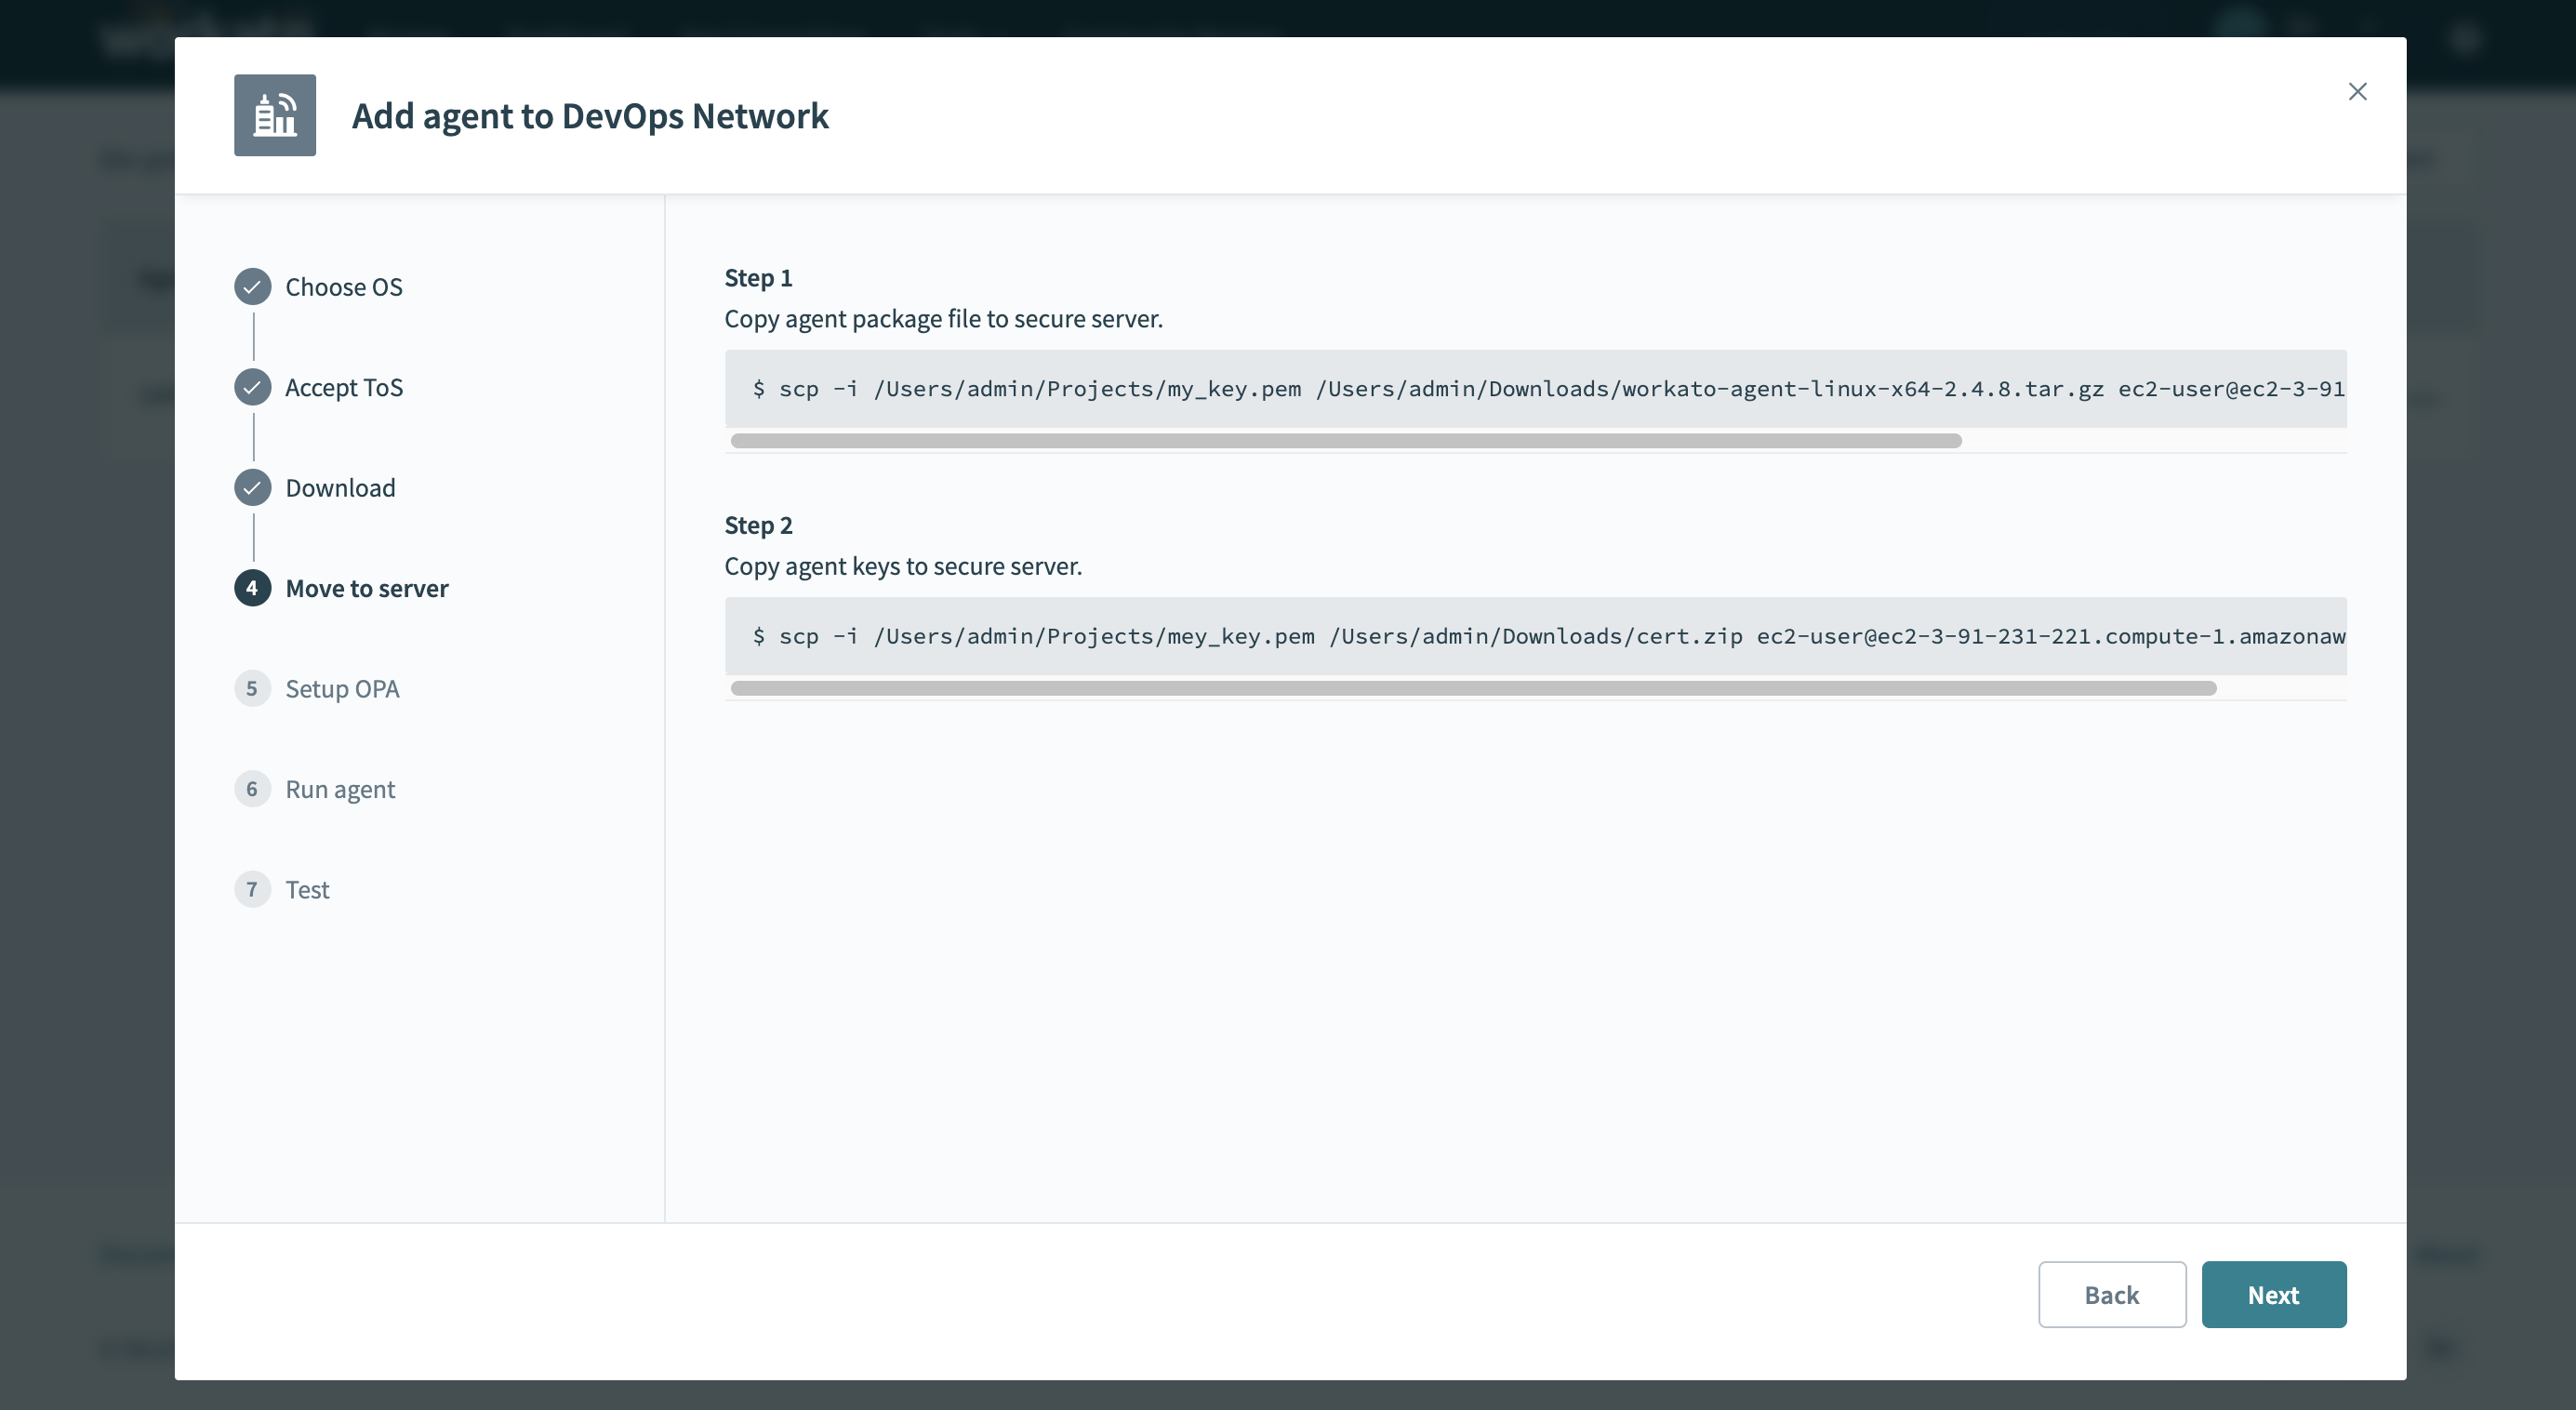 Add agent to DevOps Network
Choose OS
Accept ToS
Download
4 Move to server
5 Setup OPA
6 Run agent
7 Test
Step 1
Copy agent package file to secure server.
$ scp -i /Users/admin/Projects/my_key.pem /Users/admin/Downloads/workato-agent-linux-x64-2.4.8.tar.gz ec2-user@ec2-3-91
Step 2
Copy agent keys to secure server.
$ scp -i /Users/admin/Projects/mey_key.pem /Users/admin/Downloads/cert.zip ec2-user@ec2-3-91-231-221.compute-1.amazonaw
Back
Next